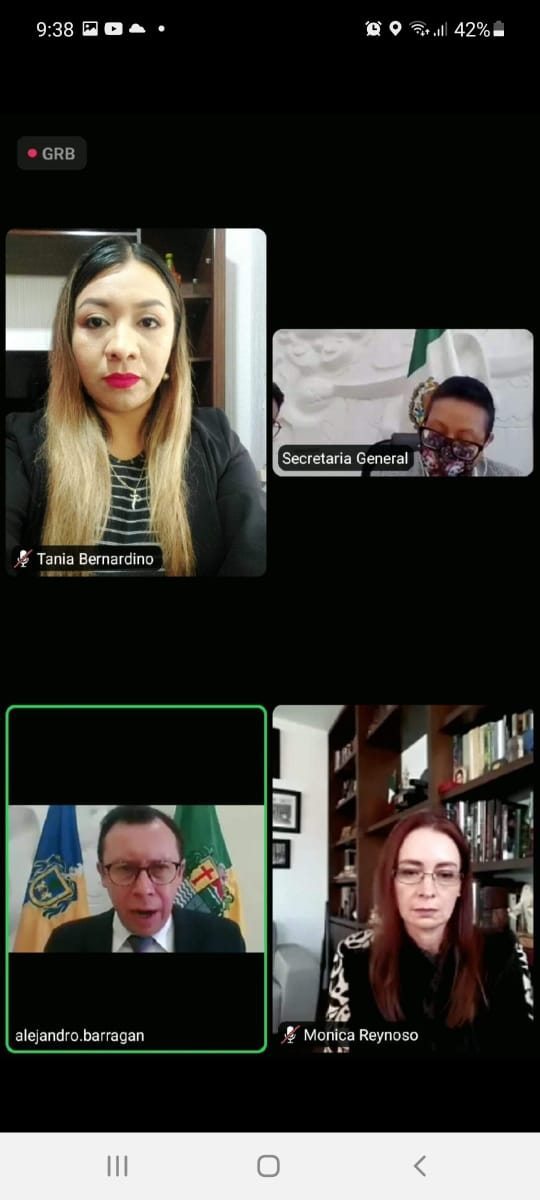 9:38
42%
GRB
Secretaria General
Tania Bernardino
alejandro.barragan
Monica Reynoso